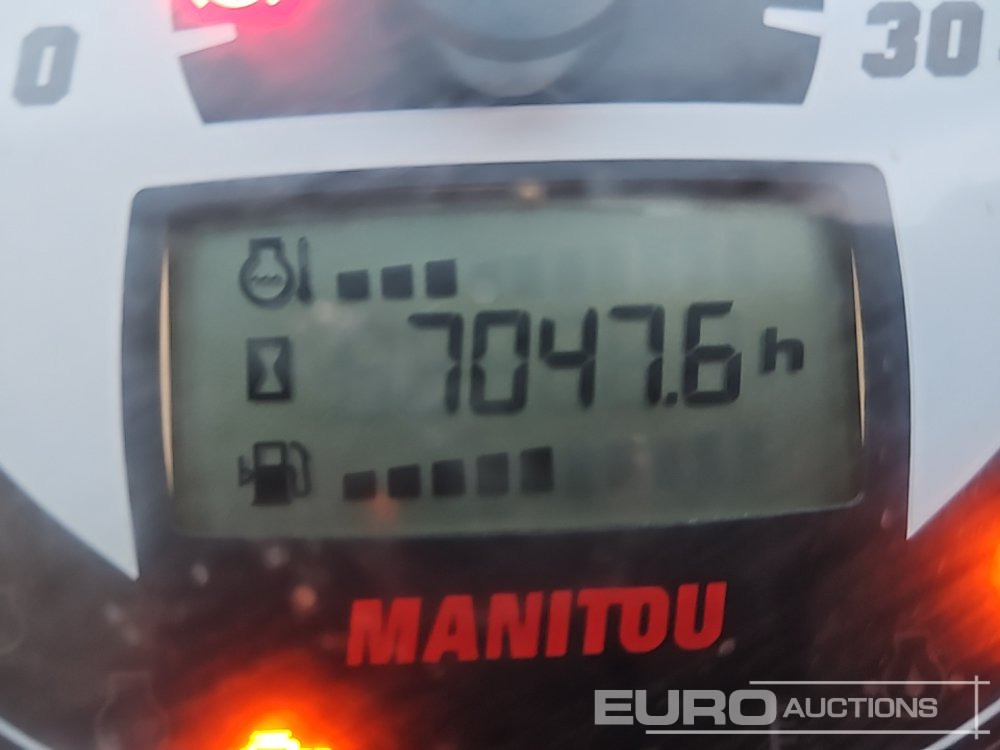 0 30
7047.6 h
MANITOU
EURO AUCTIONS